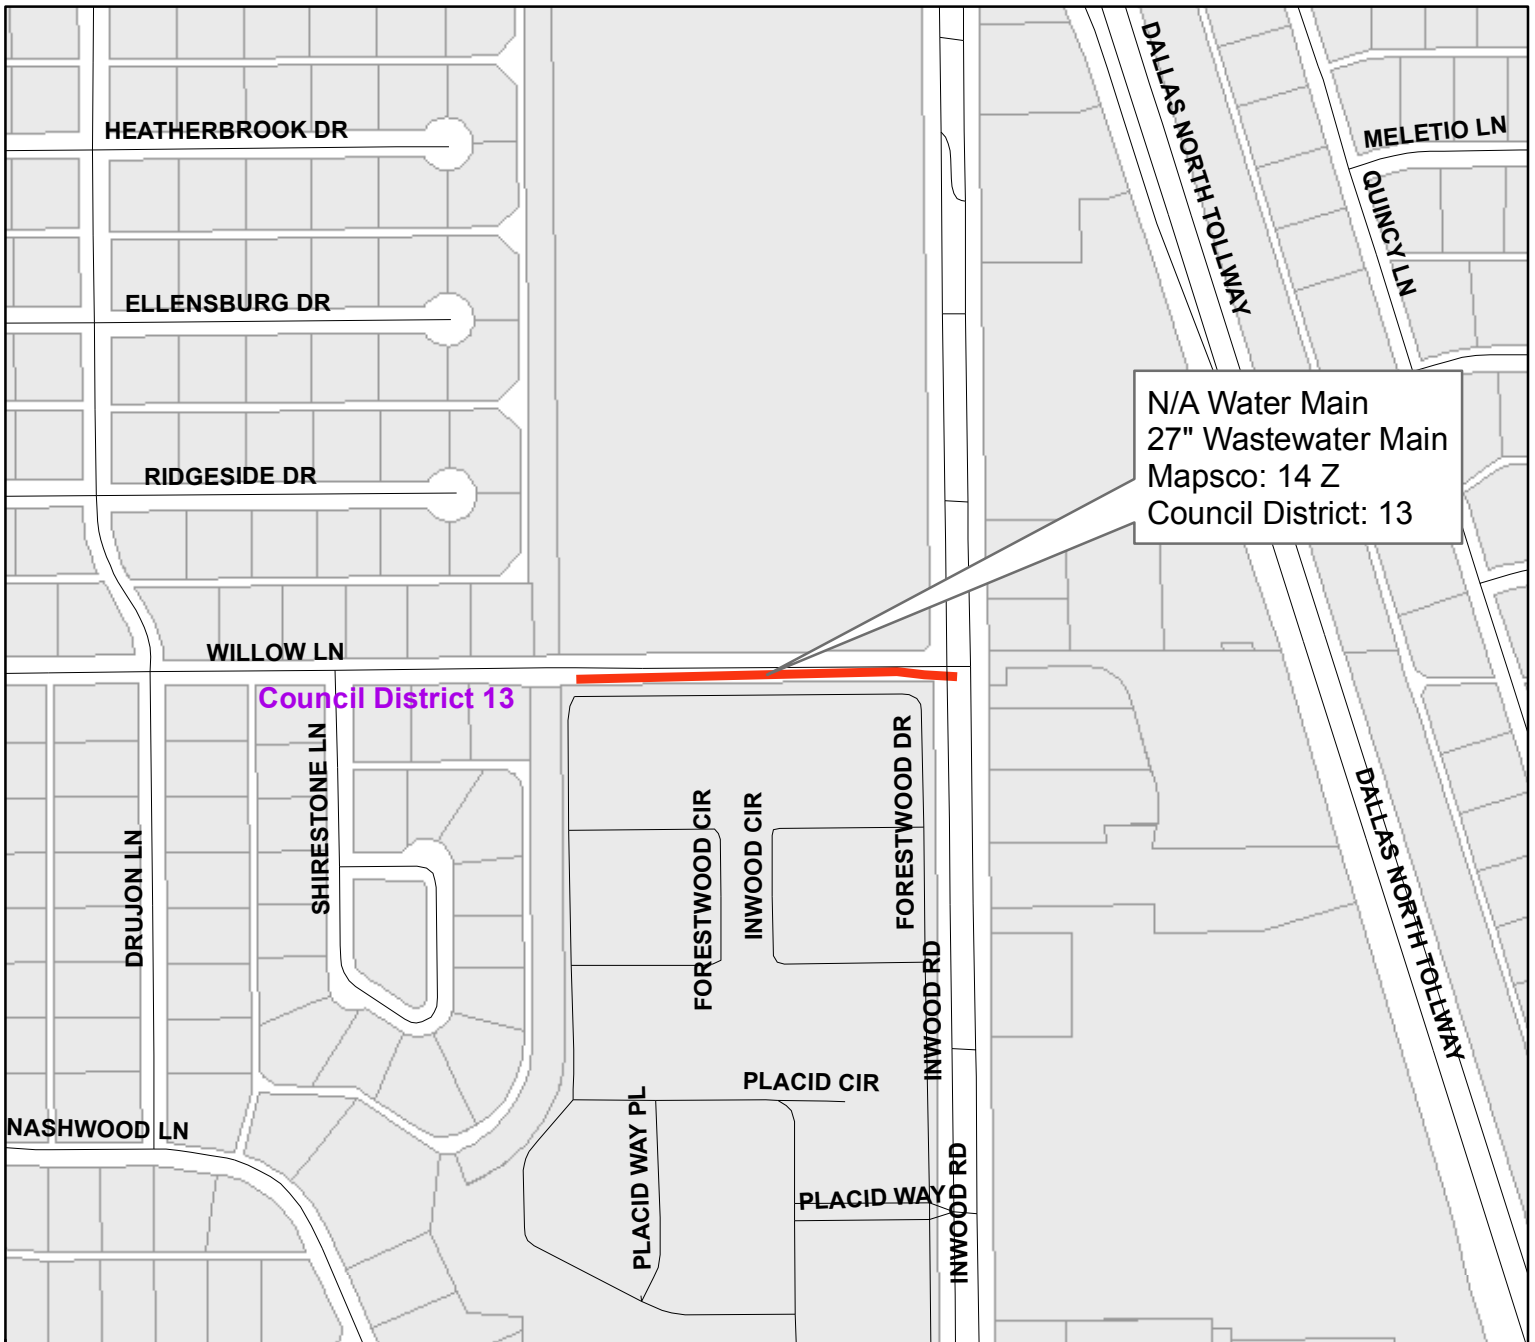 DALLAS NORTH TOLLWAY
HEATHERBROOK DR
MELETIO LN
QUINCY LN
ELLENSBURG DR
N/A Water Main
27" Wastewater Main
Mapsco: 14 Z
Council District: 13
RIDGESIDE DR
WILLOW LN
Council District 13
SHIRESTONE LN
DRUJON LN
FORESTWOOD CIR
INWOOD CIR
FORESTWOOD DR
INWOOD RD
DALLAS NORTH TOLLWAY
PLACID CIR
NASHWOOD LN
PLACID WAY PL
PLACID WAY
INWOOD RD